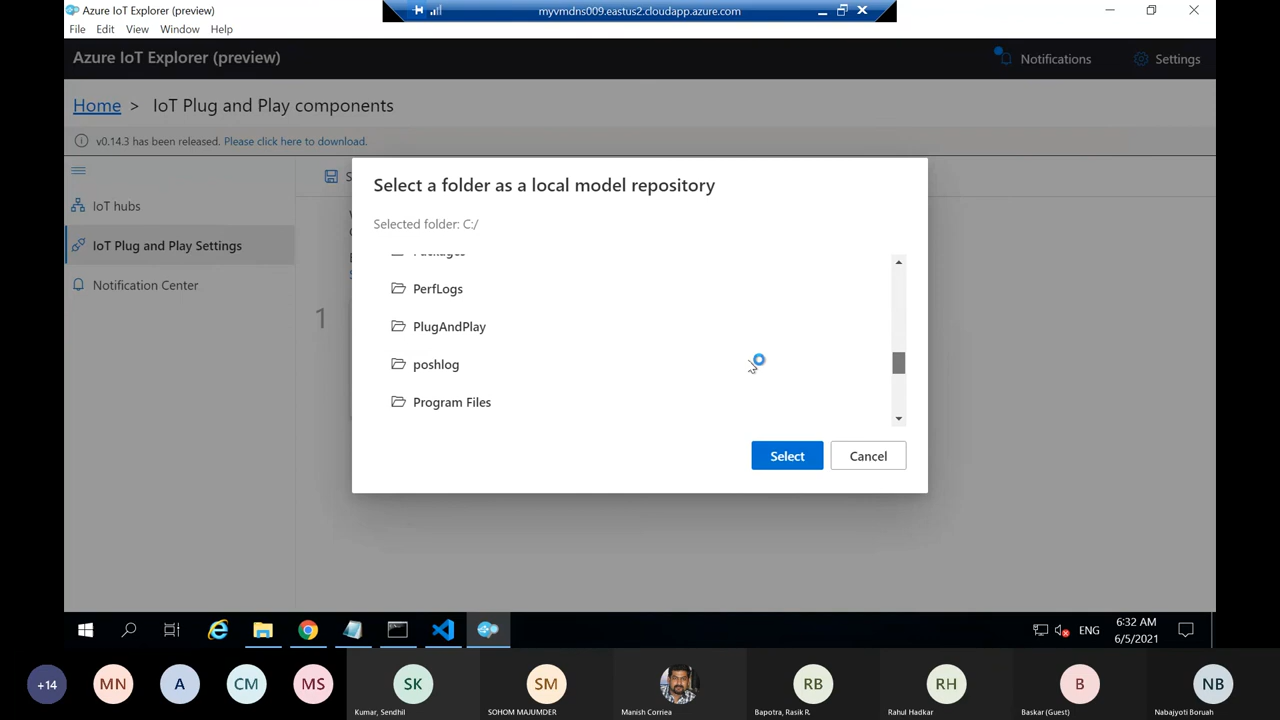 Azure IoT Explorer (preview)
myvmdns009.eastus2.cloudapp.azure.com
File Edit View Window Help
Azure IoT Explorer (preview)
Notifications
Settings
Home > IoT Plug and Play components
v0.14.3 has been released. Please click here to download.
IoT hubs
IoT Plug and Play Settings
Notification Center
S
1
Select a folder as a local model repository
Selected folder: C:/
Packages
PerfLogs
PlugAndPlay
poshlog
Program Files
Select
Cancel
ENG
6:32 AM
6/5/2021
+14
MN
A
CM
MS
SK
SM
RB
RH
B
NB
Kumar, Sendhil
SOHOM MAJUMDER
Manish Corriea
Bapotra, Rasik R.
Rahul Hadkar
Baskar (Guest)
Nabajyoti Boruah